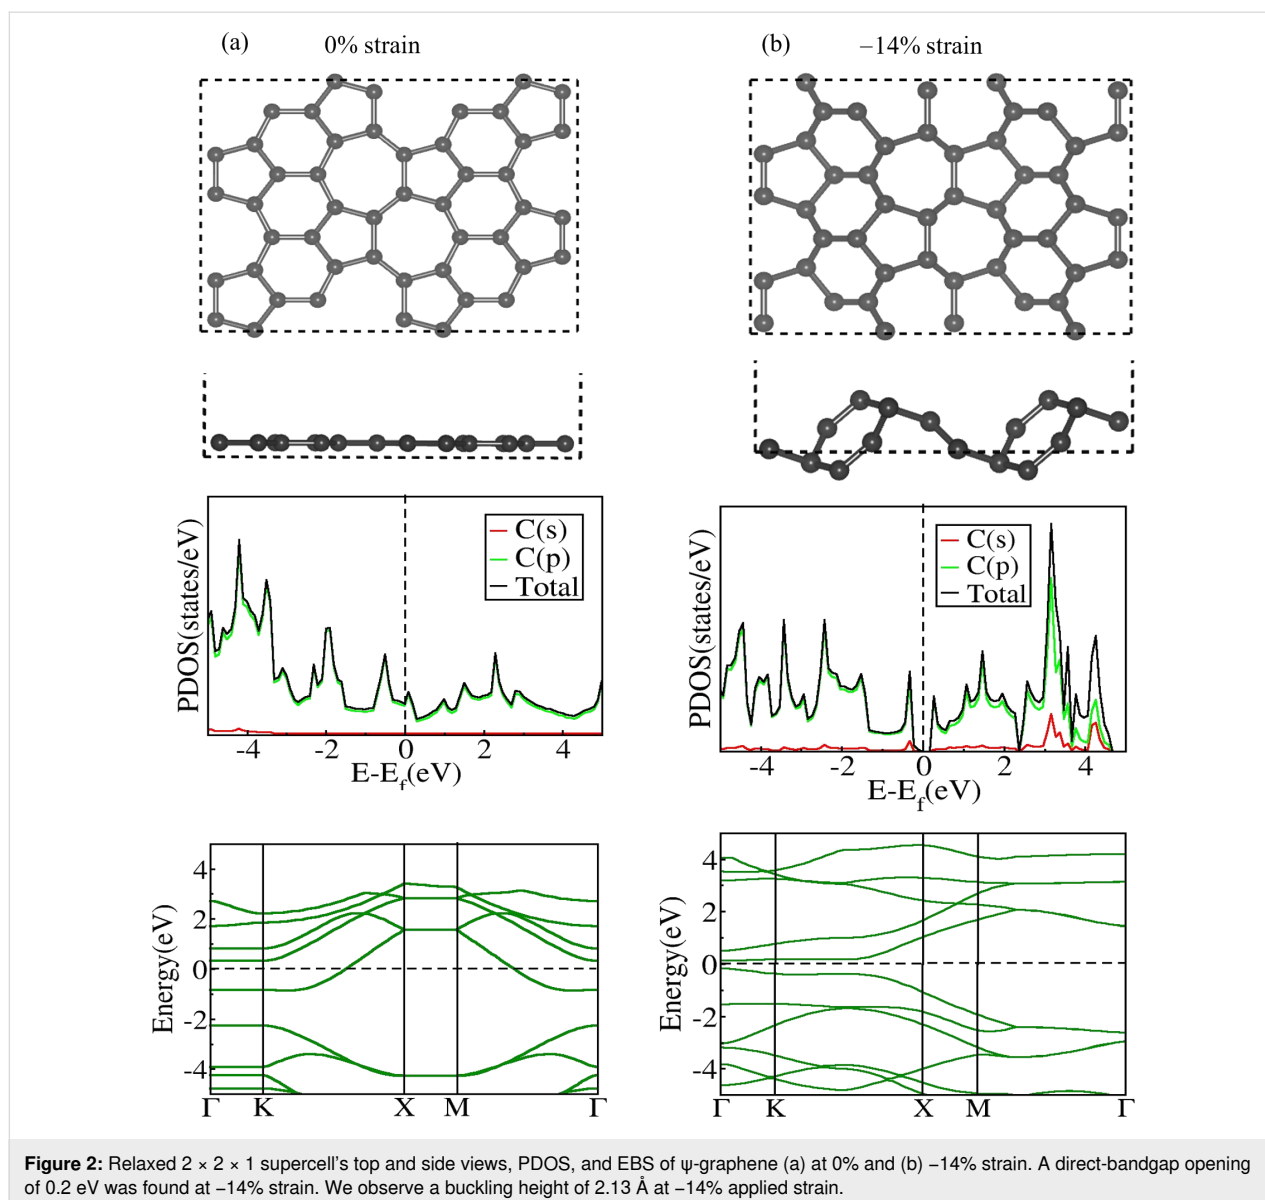 (a) 0% strain
(b) –14% strain
PDOS(states/eV)
C(s)
C(p)
Total
-4 -2 0 2 4
E-Ef(eV)
PDOS(states/eV)
C(s)
C(p)
Total
-4 -2 0 2 4
E-Ef(eV)
Energy(eV)
4
2
0
-2
-4
Γ K X M Γ
Energy(eV)
4
2
0
-2
-4
Γ K X M Γ
Figure 2: Relaxed 2 × 2 × 1 supercell’s top and side views, PDOS, and EBS of ψ-graphene (a) at 0% and (b) −14% strain. A direct-bandgap opening
of 0.2 eV was found at −14% strain. We observe a buckling height of 2.13 Å at −14% applied strain.